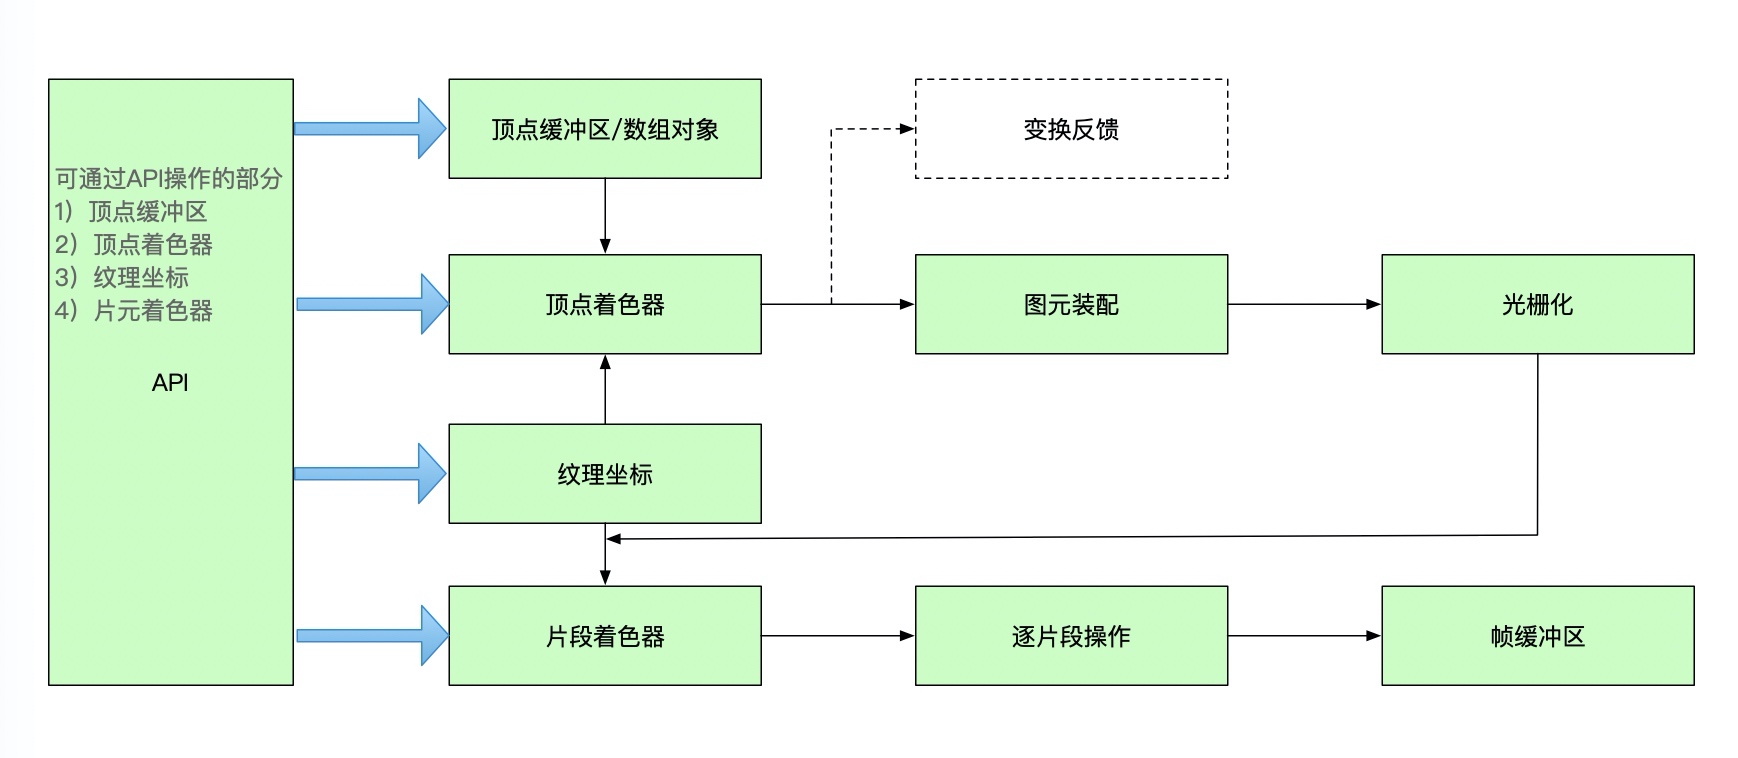 可通过API操作的部分
1）顶点缓冲区
2）顶点着色器
3）纹理坐标
4）片元着色器
API
顶点缓冲区/数组对象
变换反馈
顶点着色器
图元装配
光栅化
纹理坐标
片段着色器
逐片段操作
帧缓冲区